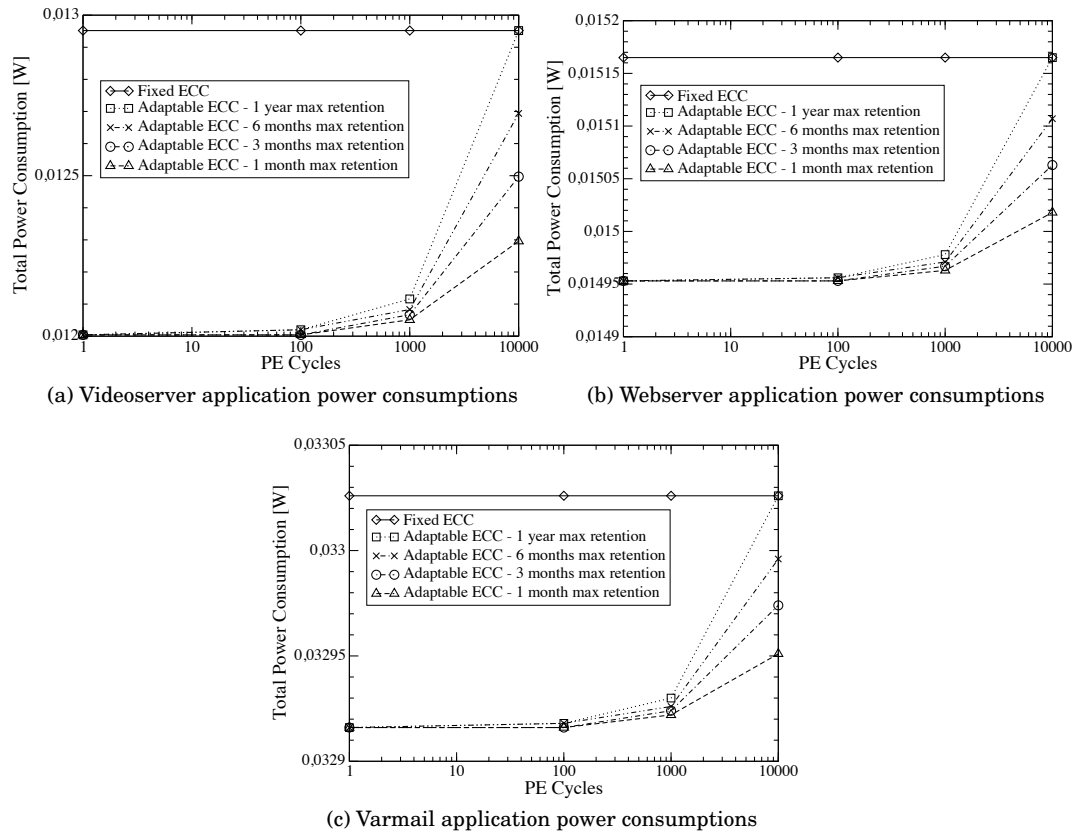 0,013
0,0125
0,012
Total Power Consumption [W]
Fixed ECC
Adaptable ECC - 1 year max retention
Adaptable ECC - 6 months max retention
Adaptable ECC - 3 months max retention
Adaptable ECC - 1 month max retention
1 10 100 1000 10000
PE Cycles
(a) Videoserver application power consumptions
0,0152
0,01515
0,0151
0,01505
0,015
0,01495
0,0149
Total Power Consumption [W]
Fixed ECC
Adaptable ECC - 1 year max retention
Adaptable ECC - 6 months max retention
Adaptable ECC - 3 months max retention
Adaptable ECC - 1 month max retention
1 10 100 1000 10000
PE Cycles
(b) Webserver application power consumptions
0,03305
0,033
0,03295
0,0329
Total Power Consumption [W]
Fixed ECC
Adaptable ECC - 1 year max retention
Adaptable ECC - 6 months max retention
Adaptable ECC - 3 months max retention
Adaptable ECC - 1 month max retention
1 10 100 1000 10000
PE Cycles
(c) Varmail application power consumptions